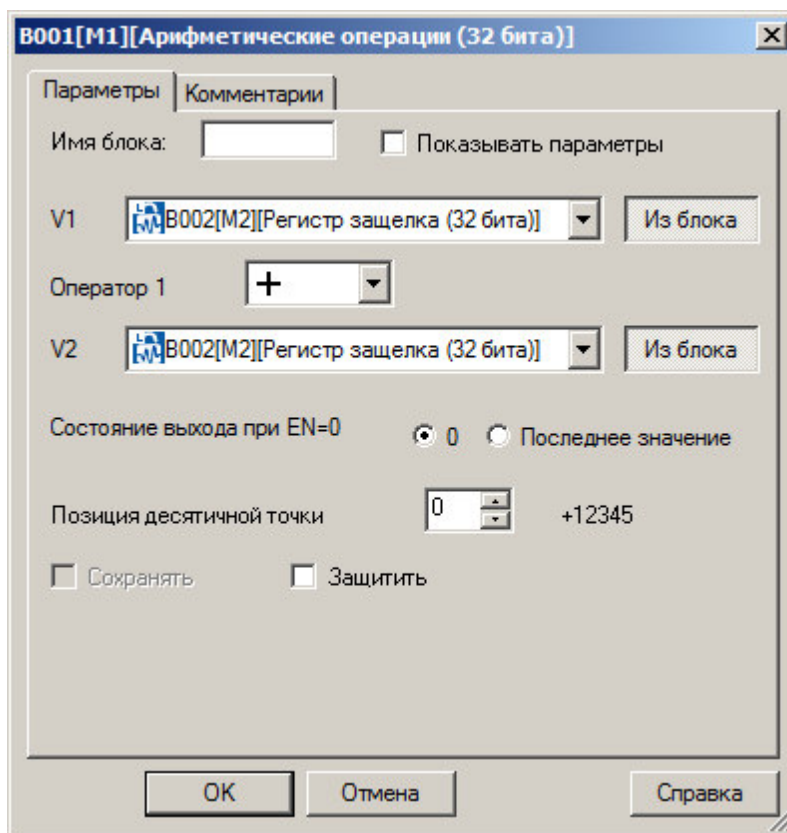 B001[M1][Арифметические операции (32 бита)]
Параметры Комментарии
Имя блока: Показывать параметры
V1 B002[M2][Регистр защелка (32 бита)] Из блока
Оператор 1 +
V2 B002[M2][Регистр защелка (32 бита)] Из блока
Состояние выхода при EN=0 0 Последнее значение
Позиция десятичной точки 0 +12345
Сохранять Защитить
OK Отмена Справка